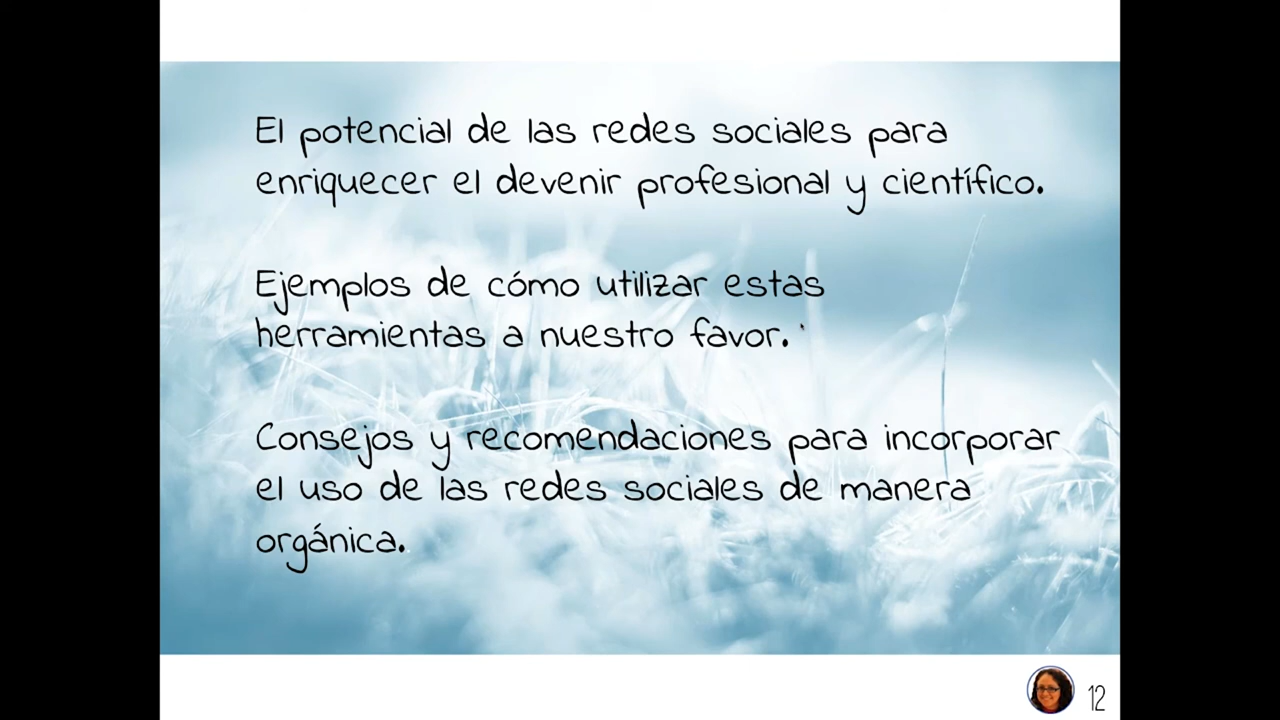 El potencial de las redes sociales para
enriquecer el devenir profesional y científico.
Ejemplos de cómo utilizar estas
herramientas a nuestro favor.
Consejos y recomendaciones para incorporar
el uso de las redes sociales de manera
orgánica.
12